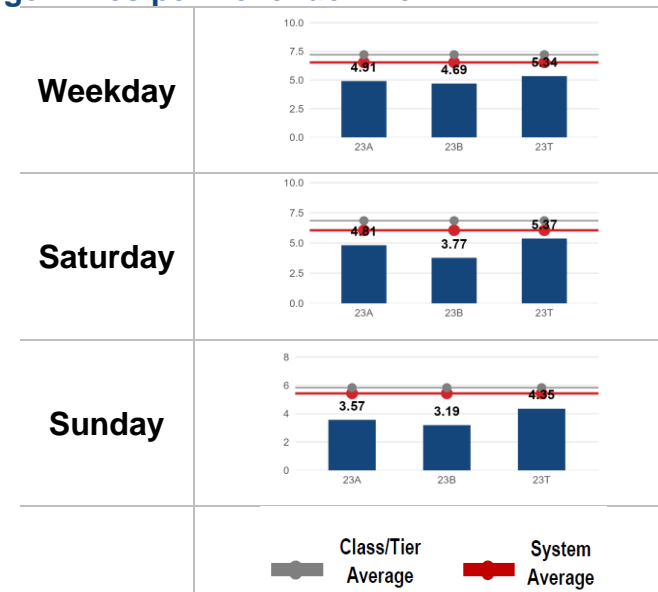 Weekday
10.0
7.5
5.0
2.5
0.0
4.91
4.69
5.34
23A
23B
23T
Saturday
10.0
7.5
5.0
2.5
0.0
4.81
3.77
5.37
23A
23B
23T
Sunday
8
6
4
2
0
3.57
3.19
4.35
23A
23B
23T
Class/Tier
Average
System
Average